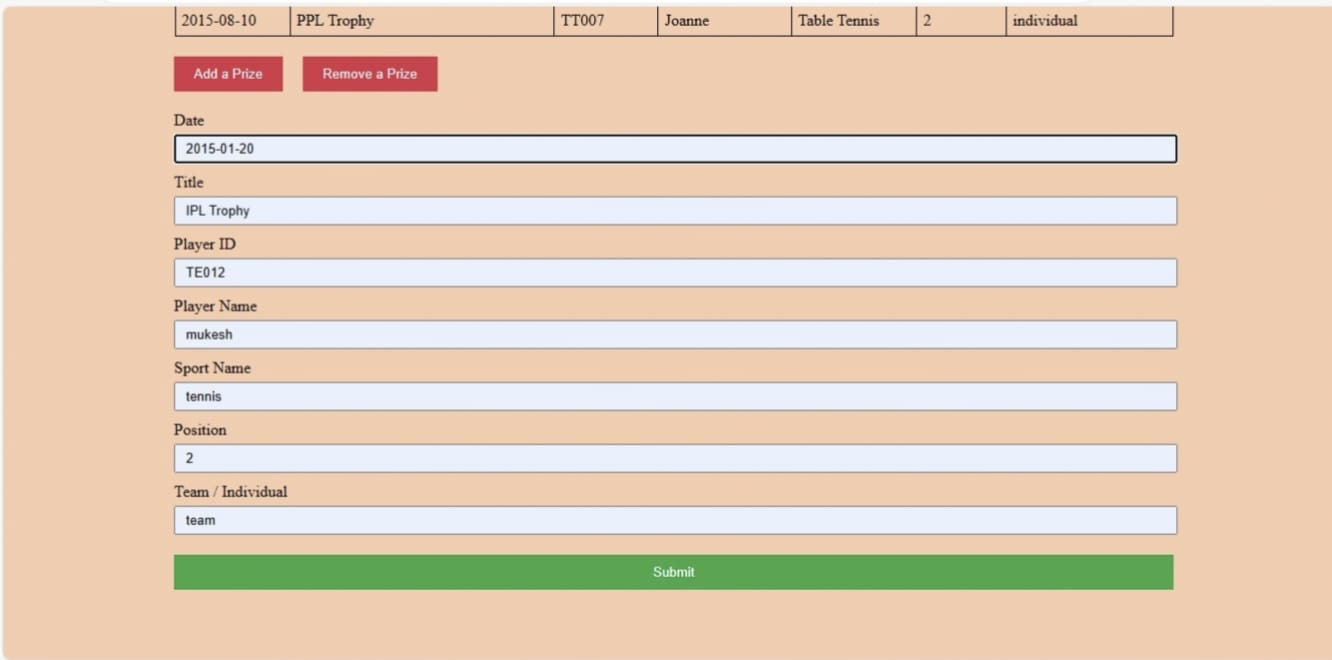 2015-08-10 PPL Trophy TT007 Joanne Table Tennis 2 individual
Add a Prize Remove a Prize
Date
2015-01-20
Title
IPL Trophy
Player ID
TE012
Player Name
mukesh
Sport Name
tennis
Position
2
Team / Individual
team
Submit